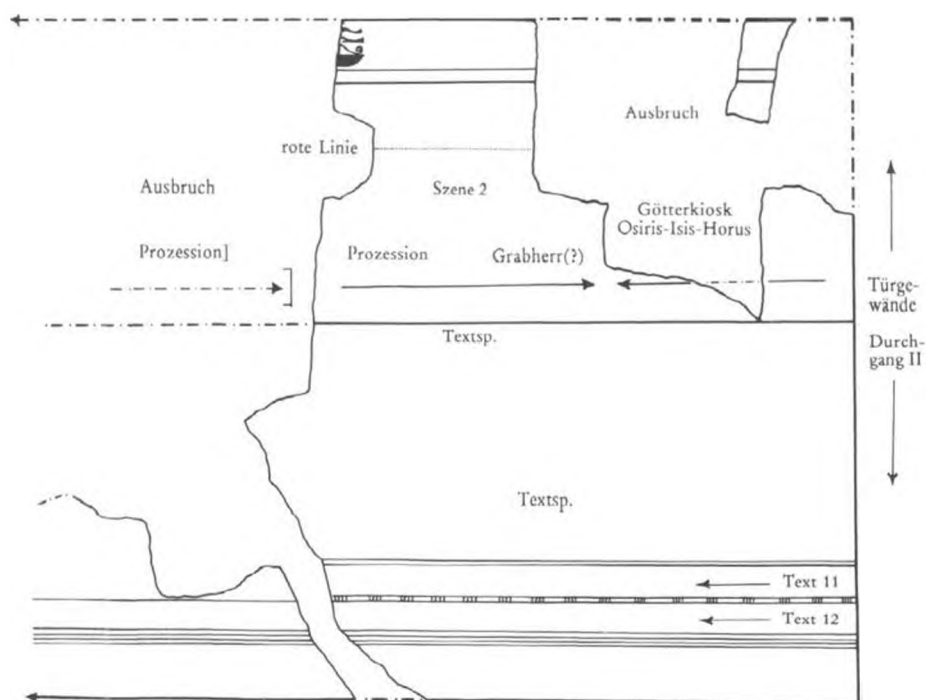 Ausbruch
rote Linie
Ausbruch
Szene 2
Götterkiosk
Osiris-Isis-Horus
Prozession]
Prozession
Grabherr(?)
Türge-
wände
Durch-
gang II
Textsp.
Textsp.
Text 11
Text 12